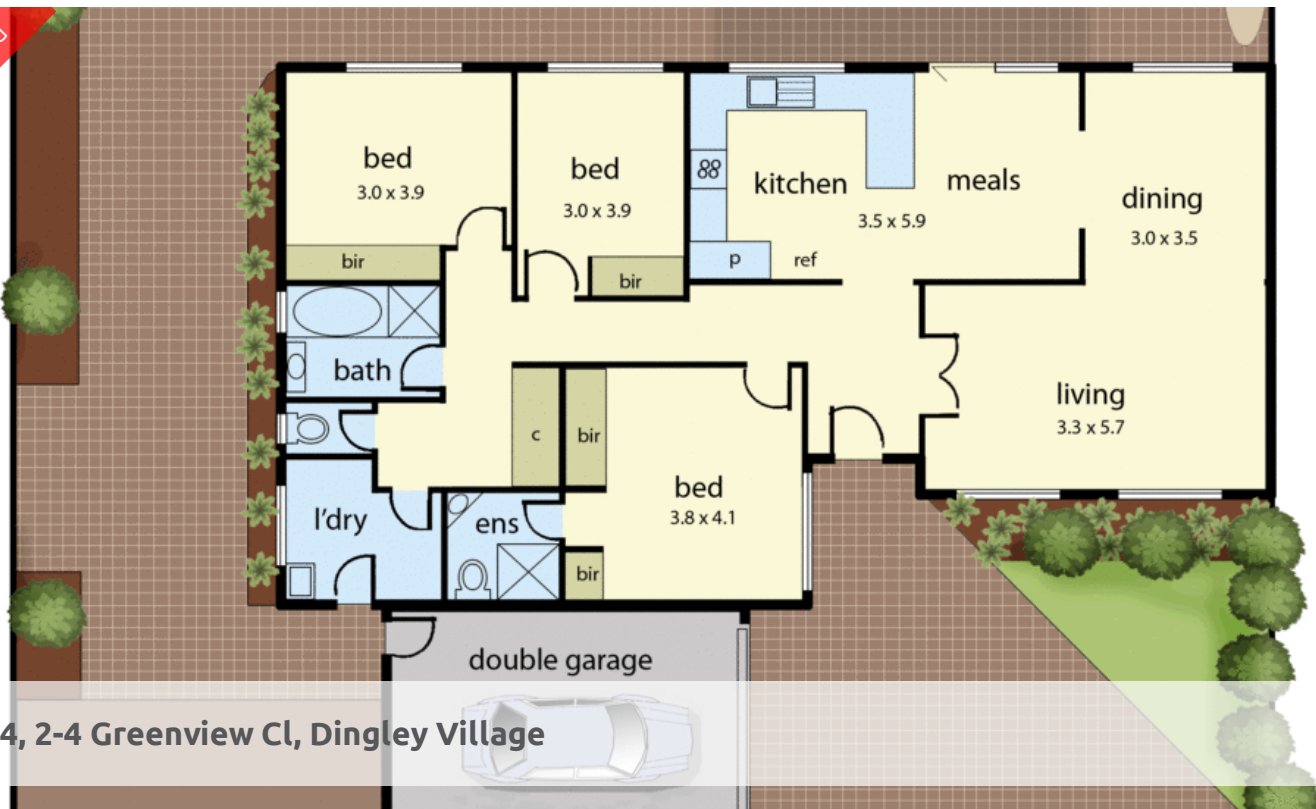 bed
3.0 x 3.9
bir
bed
3.0 x 3.9
bir
kitchen
meals
3.5 x 5.9
p
ref
dining
3.0 x 3.5
bath
c
bir
living
3.3 x 5.7
bed
3.8 x 4.1
l'dry
ens
bir
double garage
4, 2-4 Greenview Cl, Dingley Village